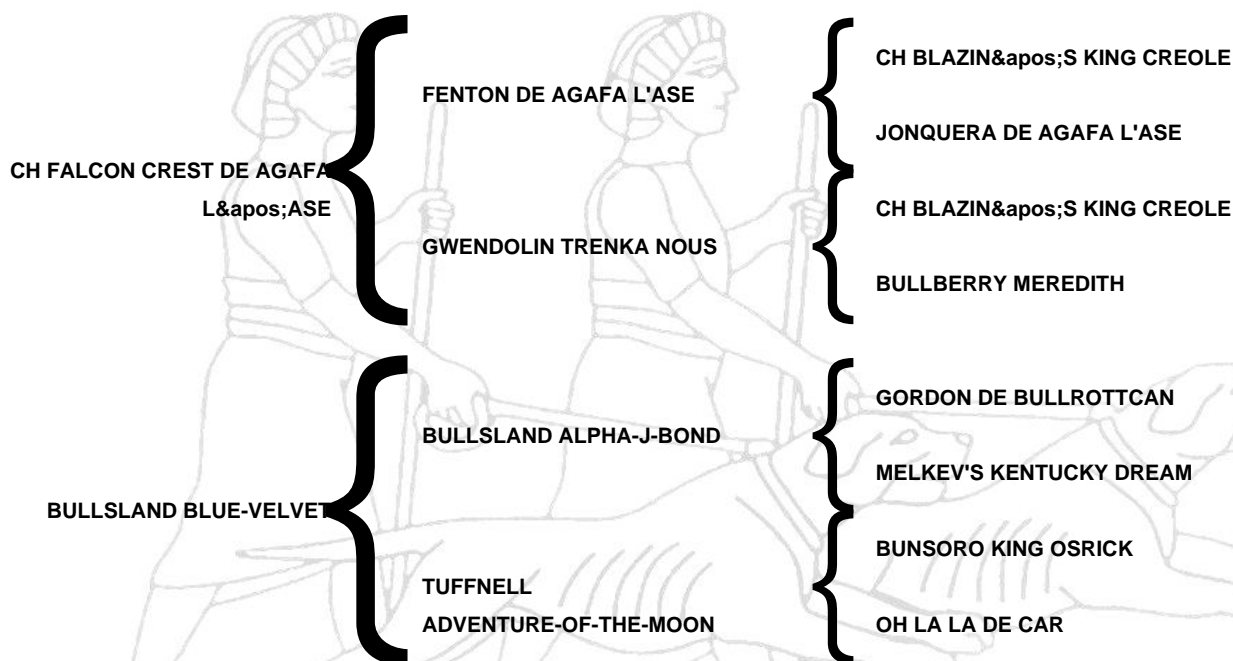 CH BLAZIN&apos;S KING CREOLE
FENTON DE AGAFA L'ASE
JONQUERA DE AGAFA L'ASE
CH FALCON CREST DE AGAFA
L&apos;ASE
CH BLAZIN&apos;S KING CREOLE
GWENDOLIN TRENKA NOUS
BULLBERRY MEREDITH
GORDON DE BULLROTTCAN
BULLSLAND ALPHA-J-BOND
MELKEV'S KENTUCKY DREAM
BULLSLAND BLUE-VELVET
BUNSORO KING OSRICK
TUFFNELL
ADVENTURE-OF-THE-MOON
OH LA LA DE CAR